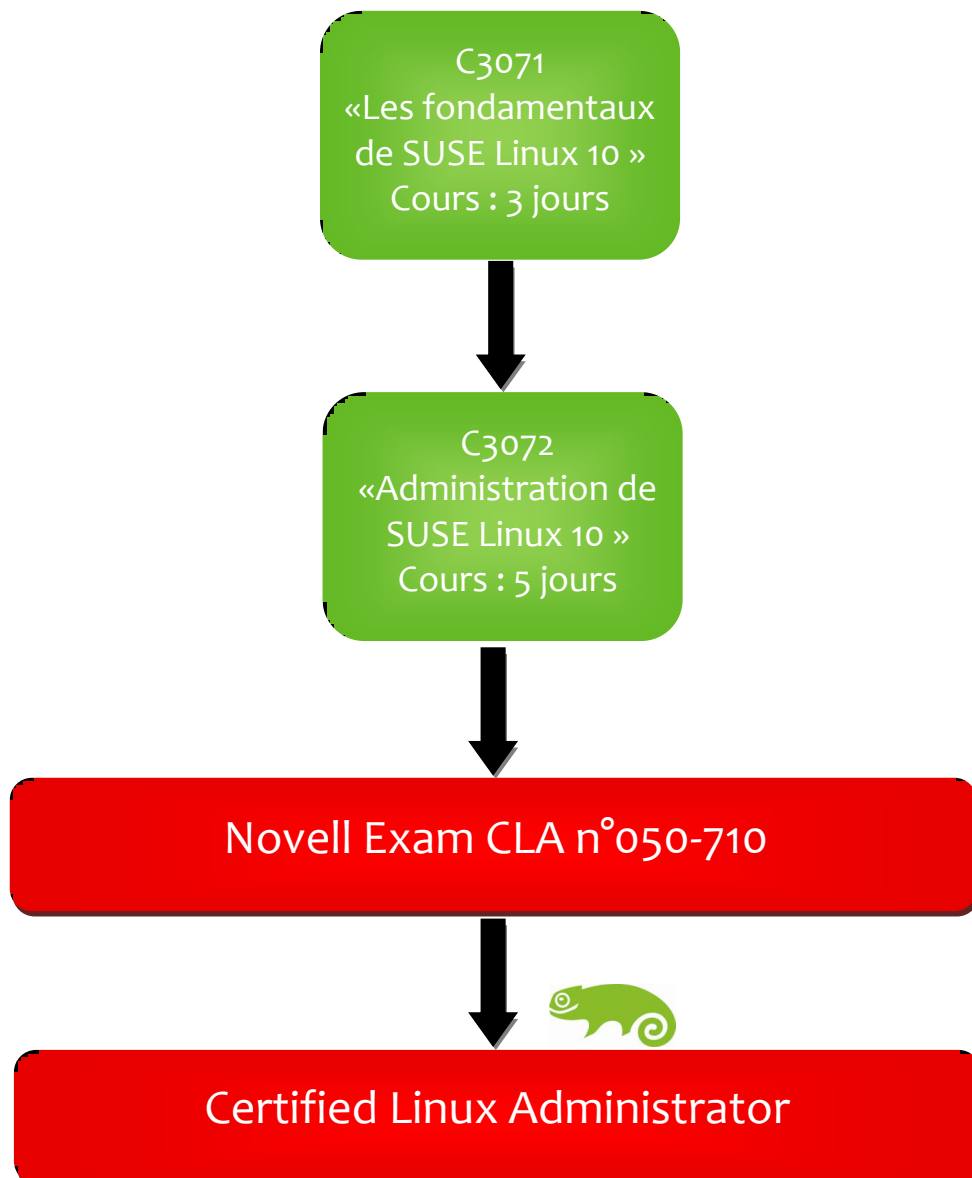 C3071
«Les fondamentaux
de SUSE Linux 10 »
Cours : 3 jours
C3072
«Administration de
SUSE Linux 10 »
Cours : 5 jours
Novell Exam CLA n°050-710
Certified Linux Administrator